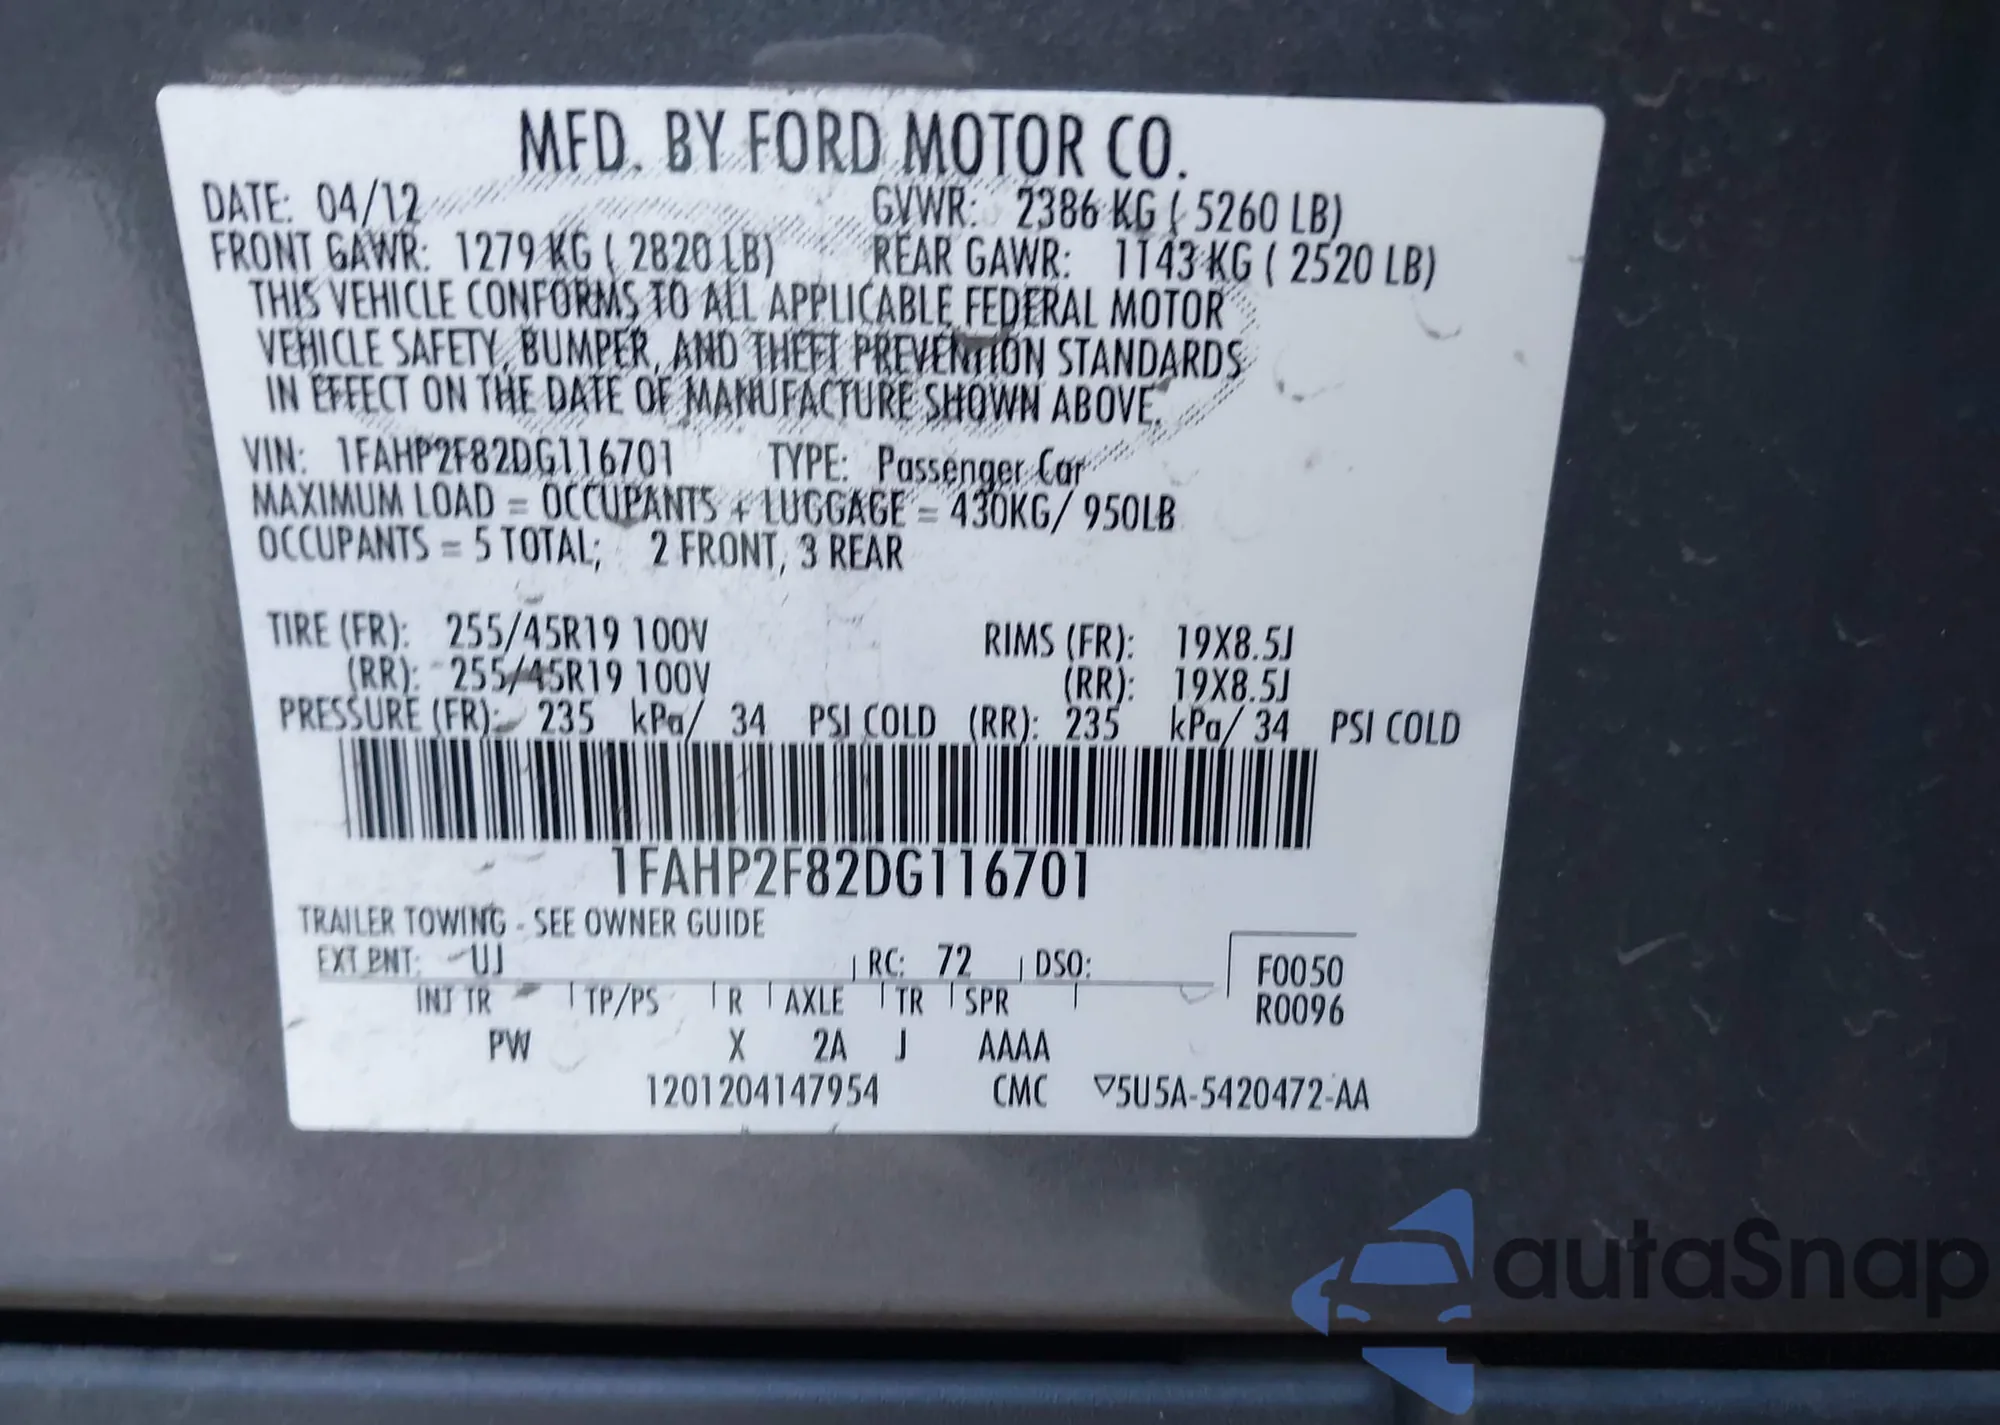 MFD. BY FORD MOTOR CO.
DATE: 04/12 GVWR: 2386 KG ( 5260 LB)
FRONT GAWR: 1279 KG ( 2820 LB) REAR GAWR: 1143 KG ( 2520 LB)
THIS VEHICLE CONFORMS TO ALL APPLICABLE FEDERAL MOTOR
VEHICLE SAFETY, BUMPER, AND THEFT PREVENTION STANDARDS
IN EFFECT ON THE DATE OF MANUFACTURE SHOWN ABOVE.
VIN: 1FAHP2F82DG116701 TYPE: Passenger Car
MAXIMUM LOAD = OCCUPANTS + LUGGAGE = 430KG/ 950LB
OCCUPANTS = 5 TOTAL; 2 FRONT, 3 REAR
TIRE (FR): 255/45R19 100V RIMS (FR): 19X8.5J
(RR): 255/45R19 100V (RR): 19X8.5J
PRESSURE (FR): 235 kPa/ 34 PSI COLD (RR): 235 kPa/ 34 PSI COLD
1FAHP2F82DG116701
TRAILER TOWING - SEE OWNER GUIDE
EXT PNT: UJ RC: 72 DSO: F0050
INT TR TP/PS R AXLE TR SPR R0096
PW X 2A J AAAA
1201204147954 CMC ▽5U5A-5420472-AA
autaSnap